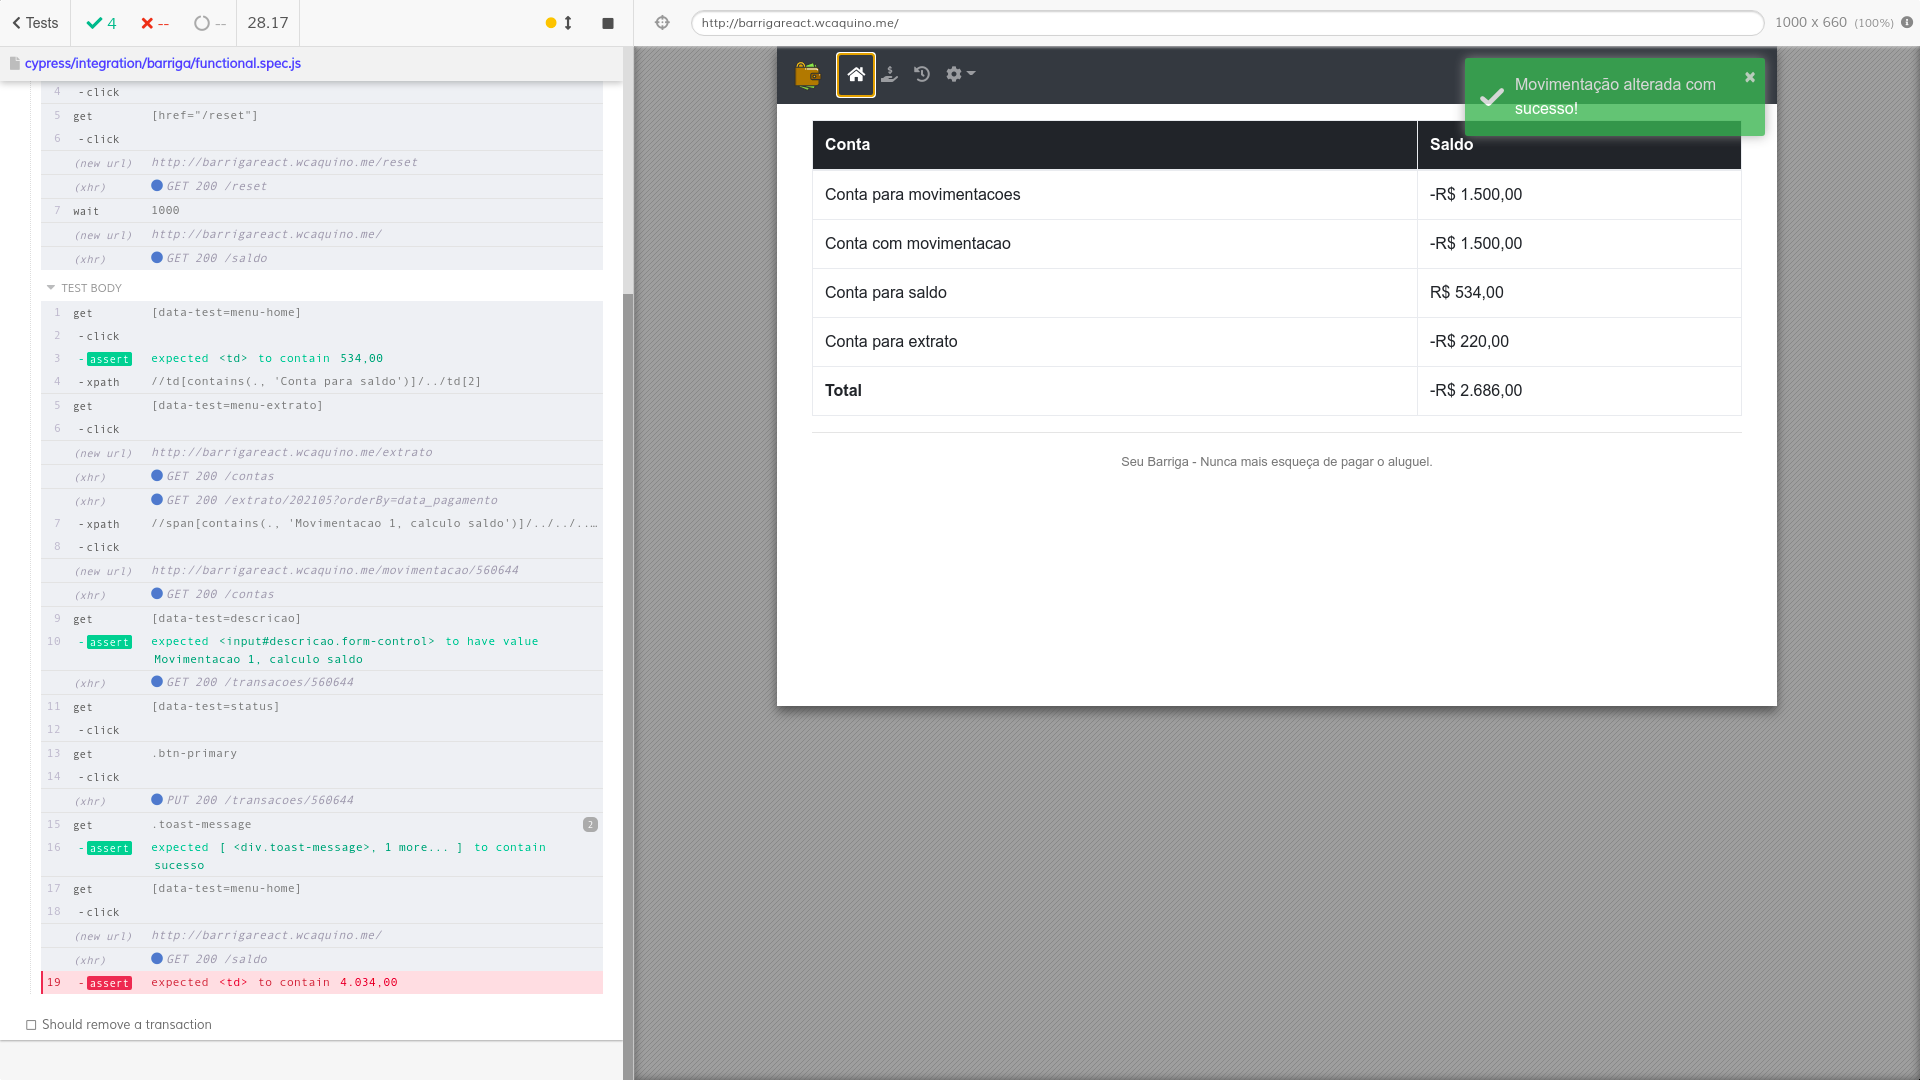 Tests
4
--
--
28.17
cypress/integration/barriga/functional.spec.js
4 -click
5 get [href="/reset"]
6 -click
(new url) http://barrigareact.wcaquino.me/reset
(xhr) GET 200 /reset
7 wait 1000
(new url) http://barrigareact.wcaquino.me/
(xhr) GET 200 /saldo
TEST BODY
1 get [data-test=menu-home]
2 -click
3 -assert expected <td> to contain 534,00
4 -xpath //td[contains(., 'Conta para saldo')]/../td[2]
5 get [data-test=menu-extrato]
6 -click
(new url) http://barrigareact.wcaquino.me/extrato
(xhr) GET 200 /contas
(xhr) GET 200 /extrato/202105?orderBy=data_pagamento
7 -xpath //span[contains(., 'Movimentacao 1, calculo saldo')]/../../..…
8 -click
(new url) http://barrigareact.wcaquino.me/movimentacao/560644
(xhr) GET 200 /contas
9 get [data-test=descricao]
10 -assert expected <input#descricao.form-control> to have value
Movimentacao 1, calculo saldo
(xhr) GET 200 /transacoes/560644
11 get [data-test=status]
12 -click
13 get .btn-primary
14 -click
(xhr) PUT 200 /transacoes/560644
15 get .toast-message 2
16 -assert expected [ <div.toast-message>, 1 more... ] to contain
sucesso
17 get [data-test=menu-home]
18 -click
(new url) http://barrigareact.wcaquino.me/
(xhr) GET 200 /saldo
19 -assert expected <td> to contain 4.034,00
Should remove a transaction
http://barrigareact.wcaquino.me/
1000 x 660 (100%)
Movimentação alterada com
sucesso!
×
Conta Saldo
Conta para movimentacoes -R$ 1.500,00
Conta com movimentacao -R$ 1.500,00
Conta para saldo R$ 534,00
Conta para extrato -R$ 220,00
Total -R$ 2.686,00
Seu Barriga - Nunca mais esqueça de pagar o aluguel.